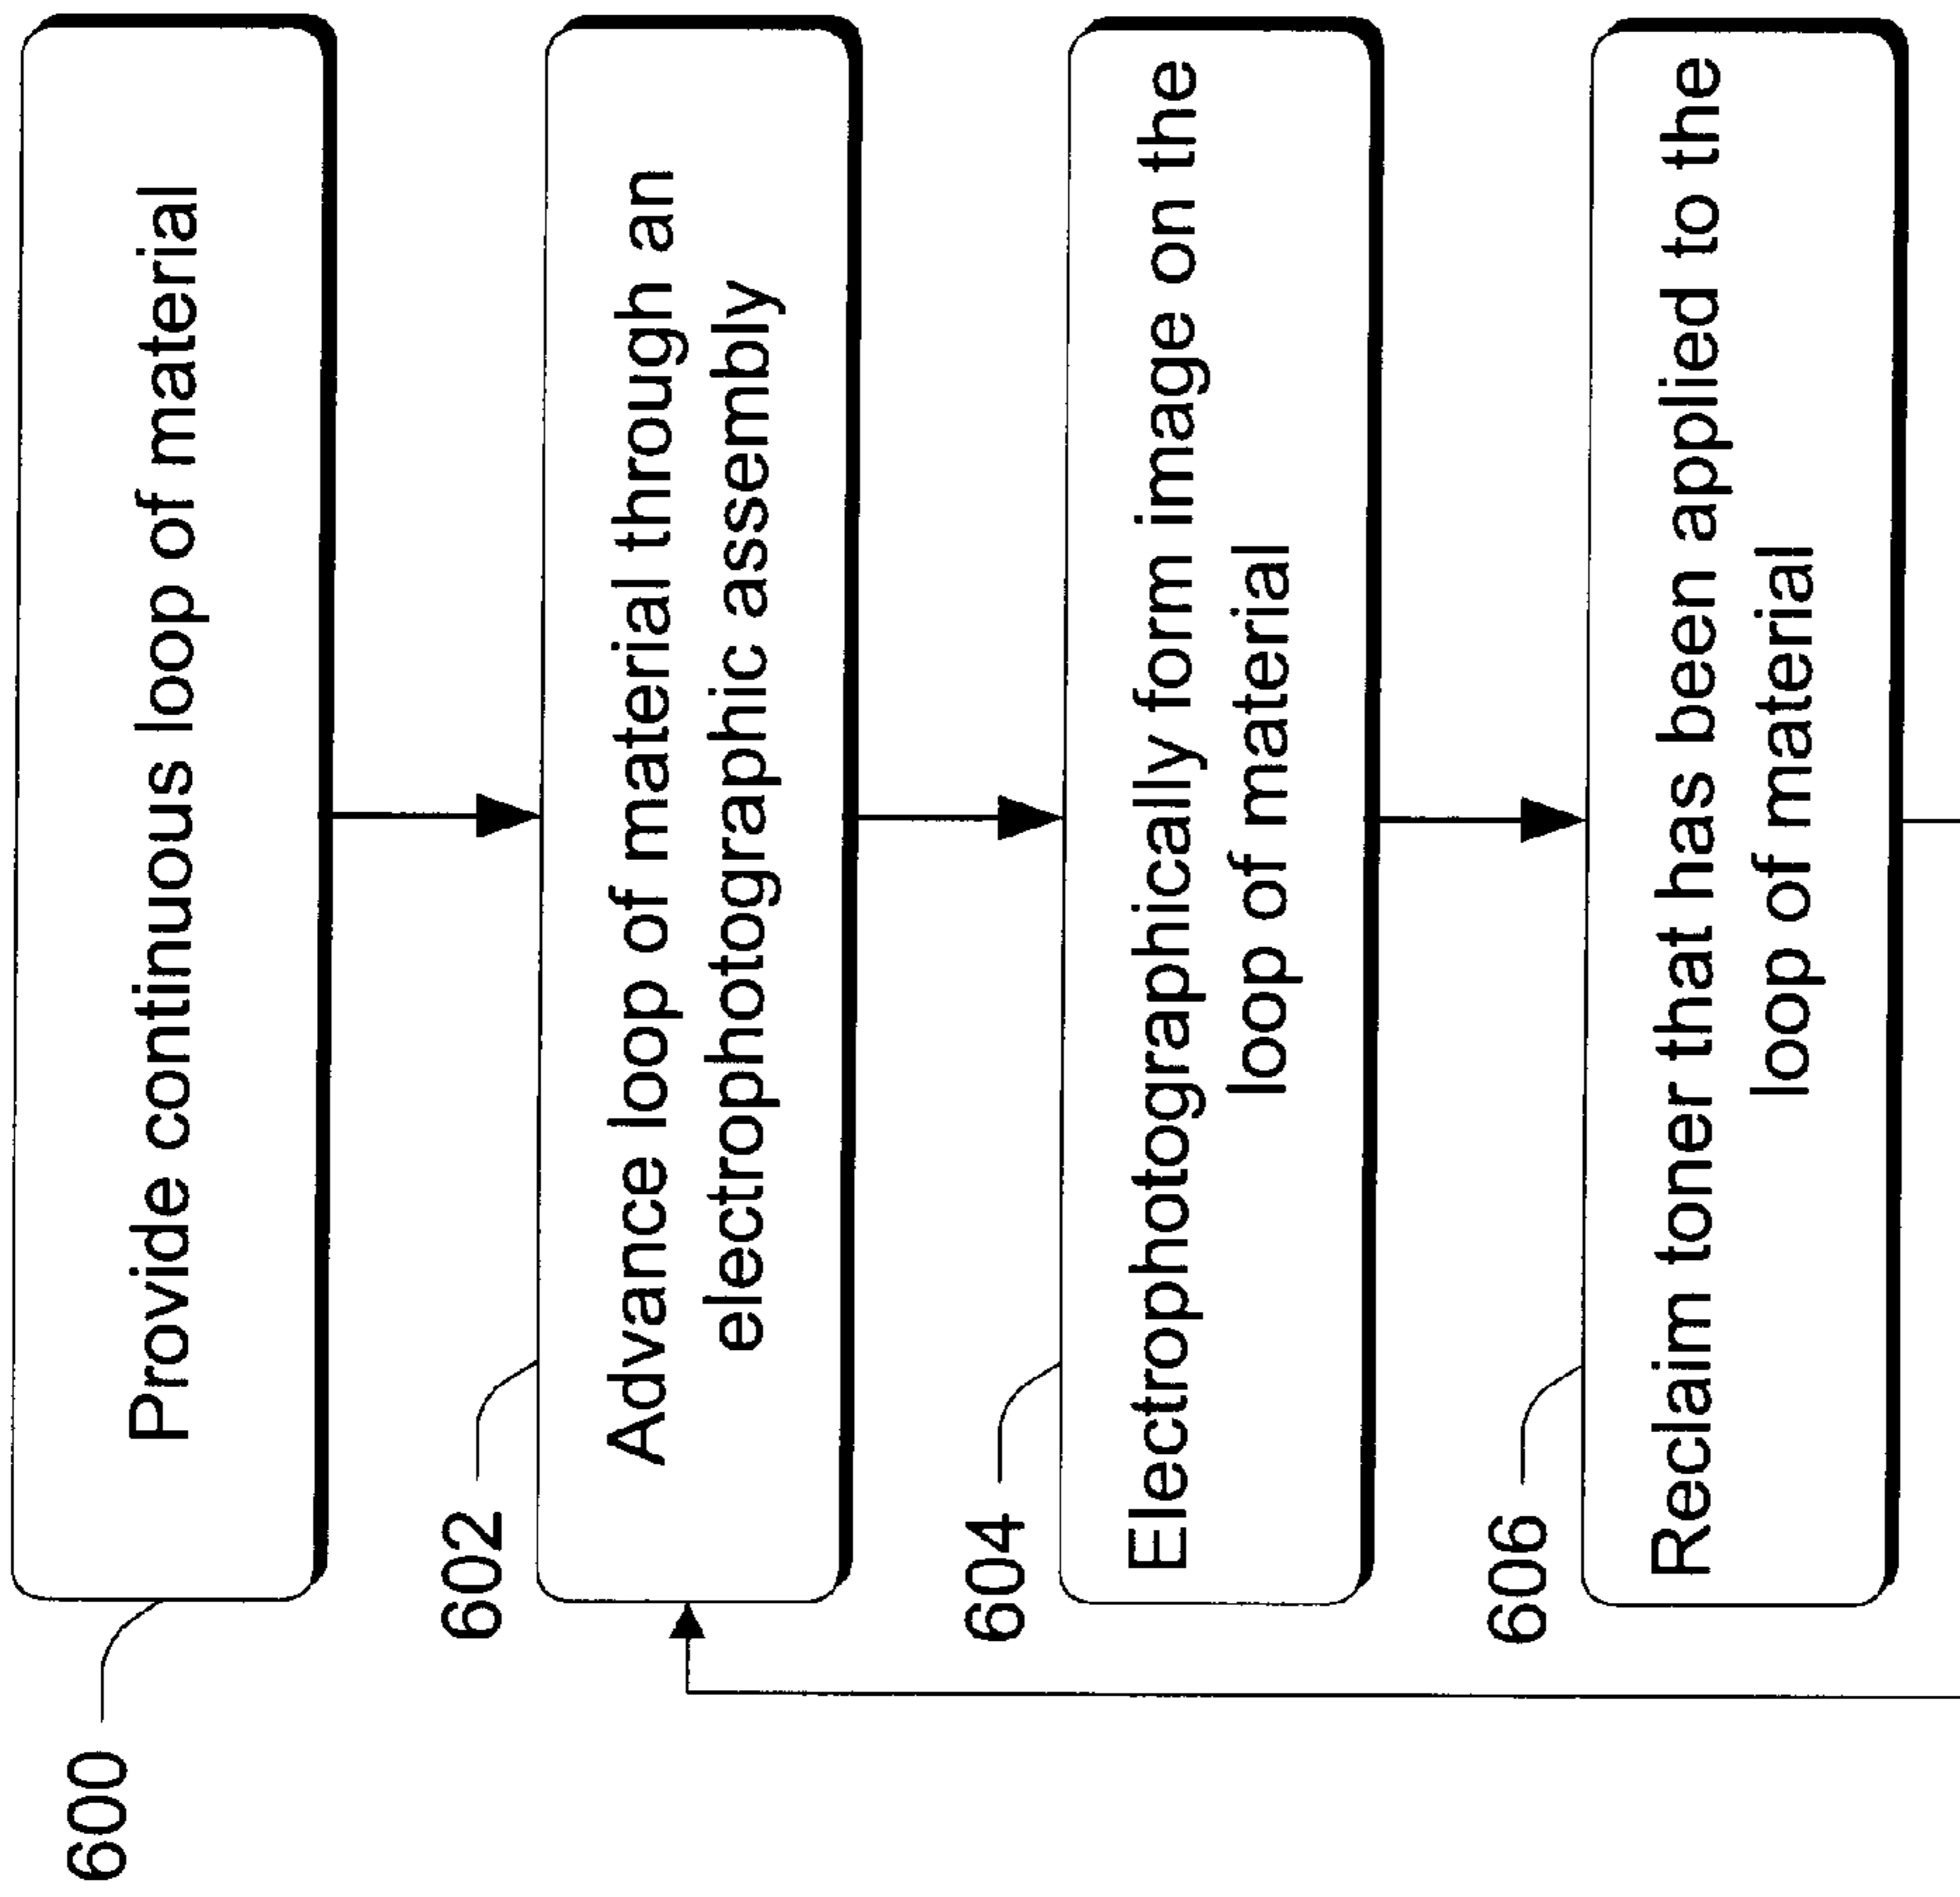 600
Provide continuous loop of material
602
Advance loop of material through an
electrophotographic assembly
604
Electrophotographically form image on the
loop of material
606
Reclaim toner that has been applied to the
loop of material